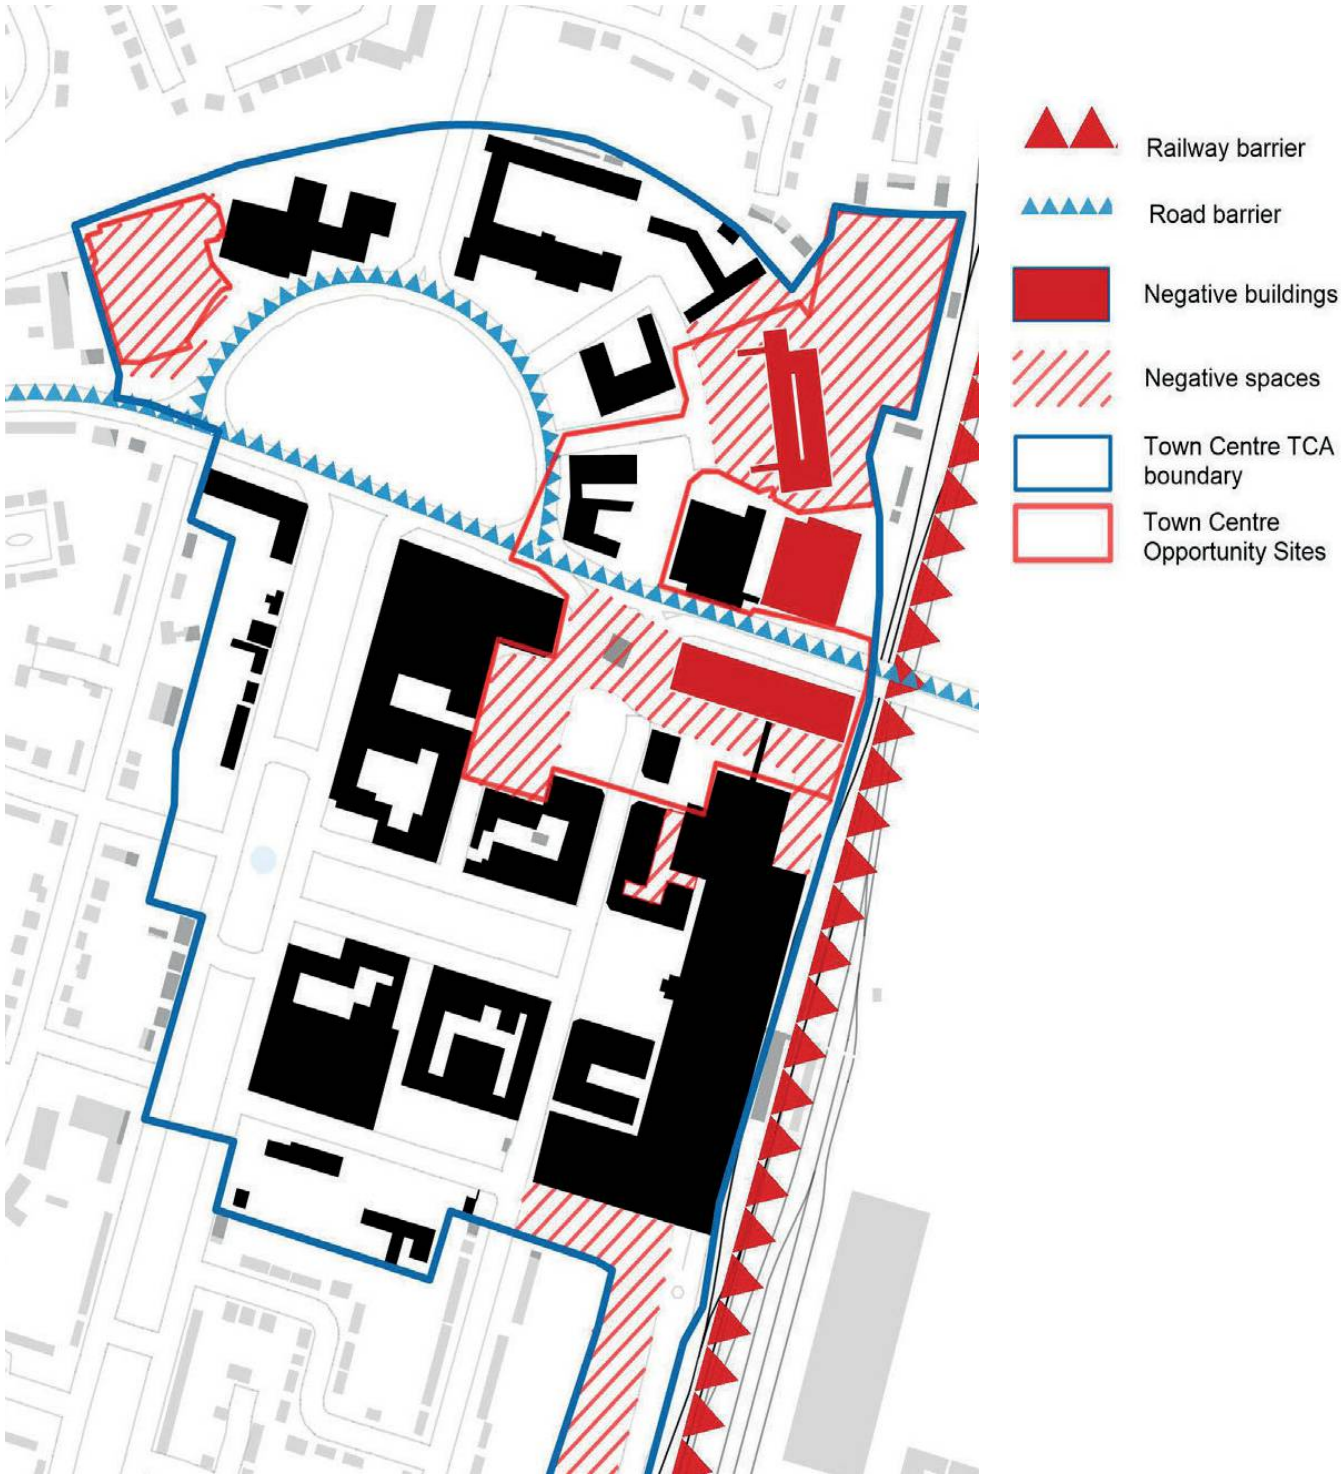 Railway barrier
Road barrier
Negative buildings
Negative spaces
Town Centre TCA
boundary
Town Centre
Opportunity Sites